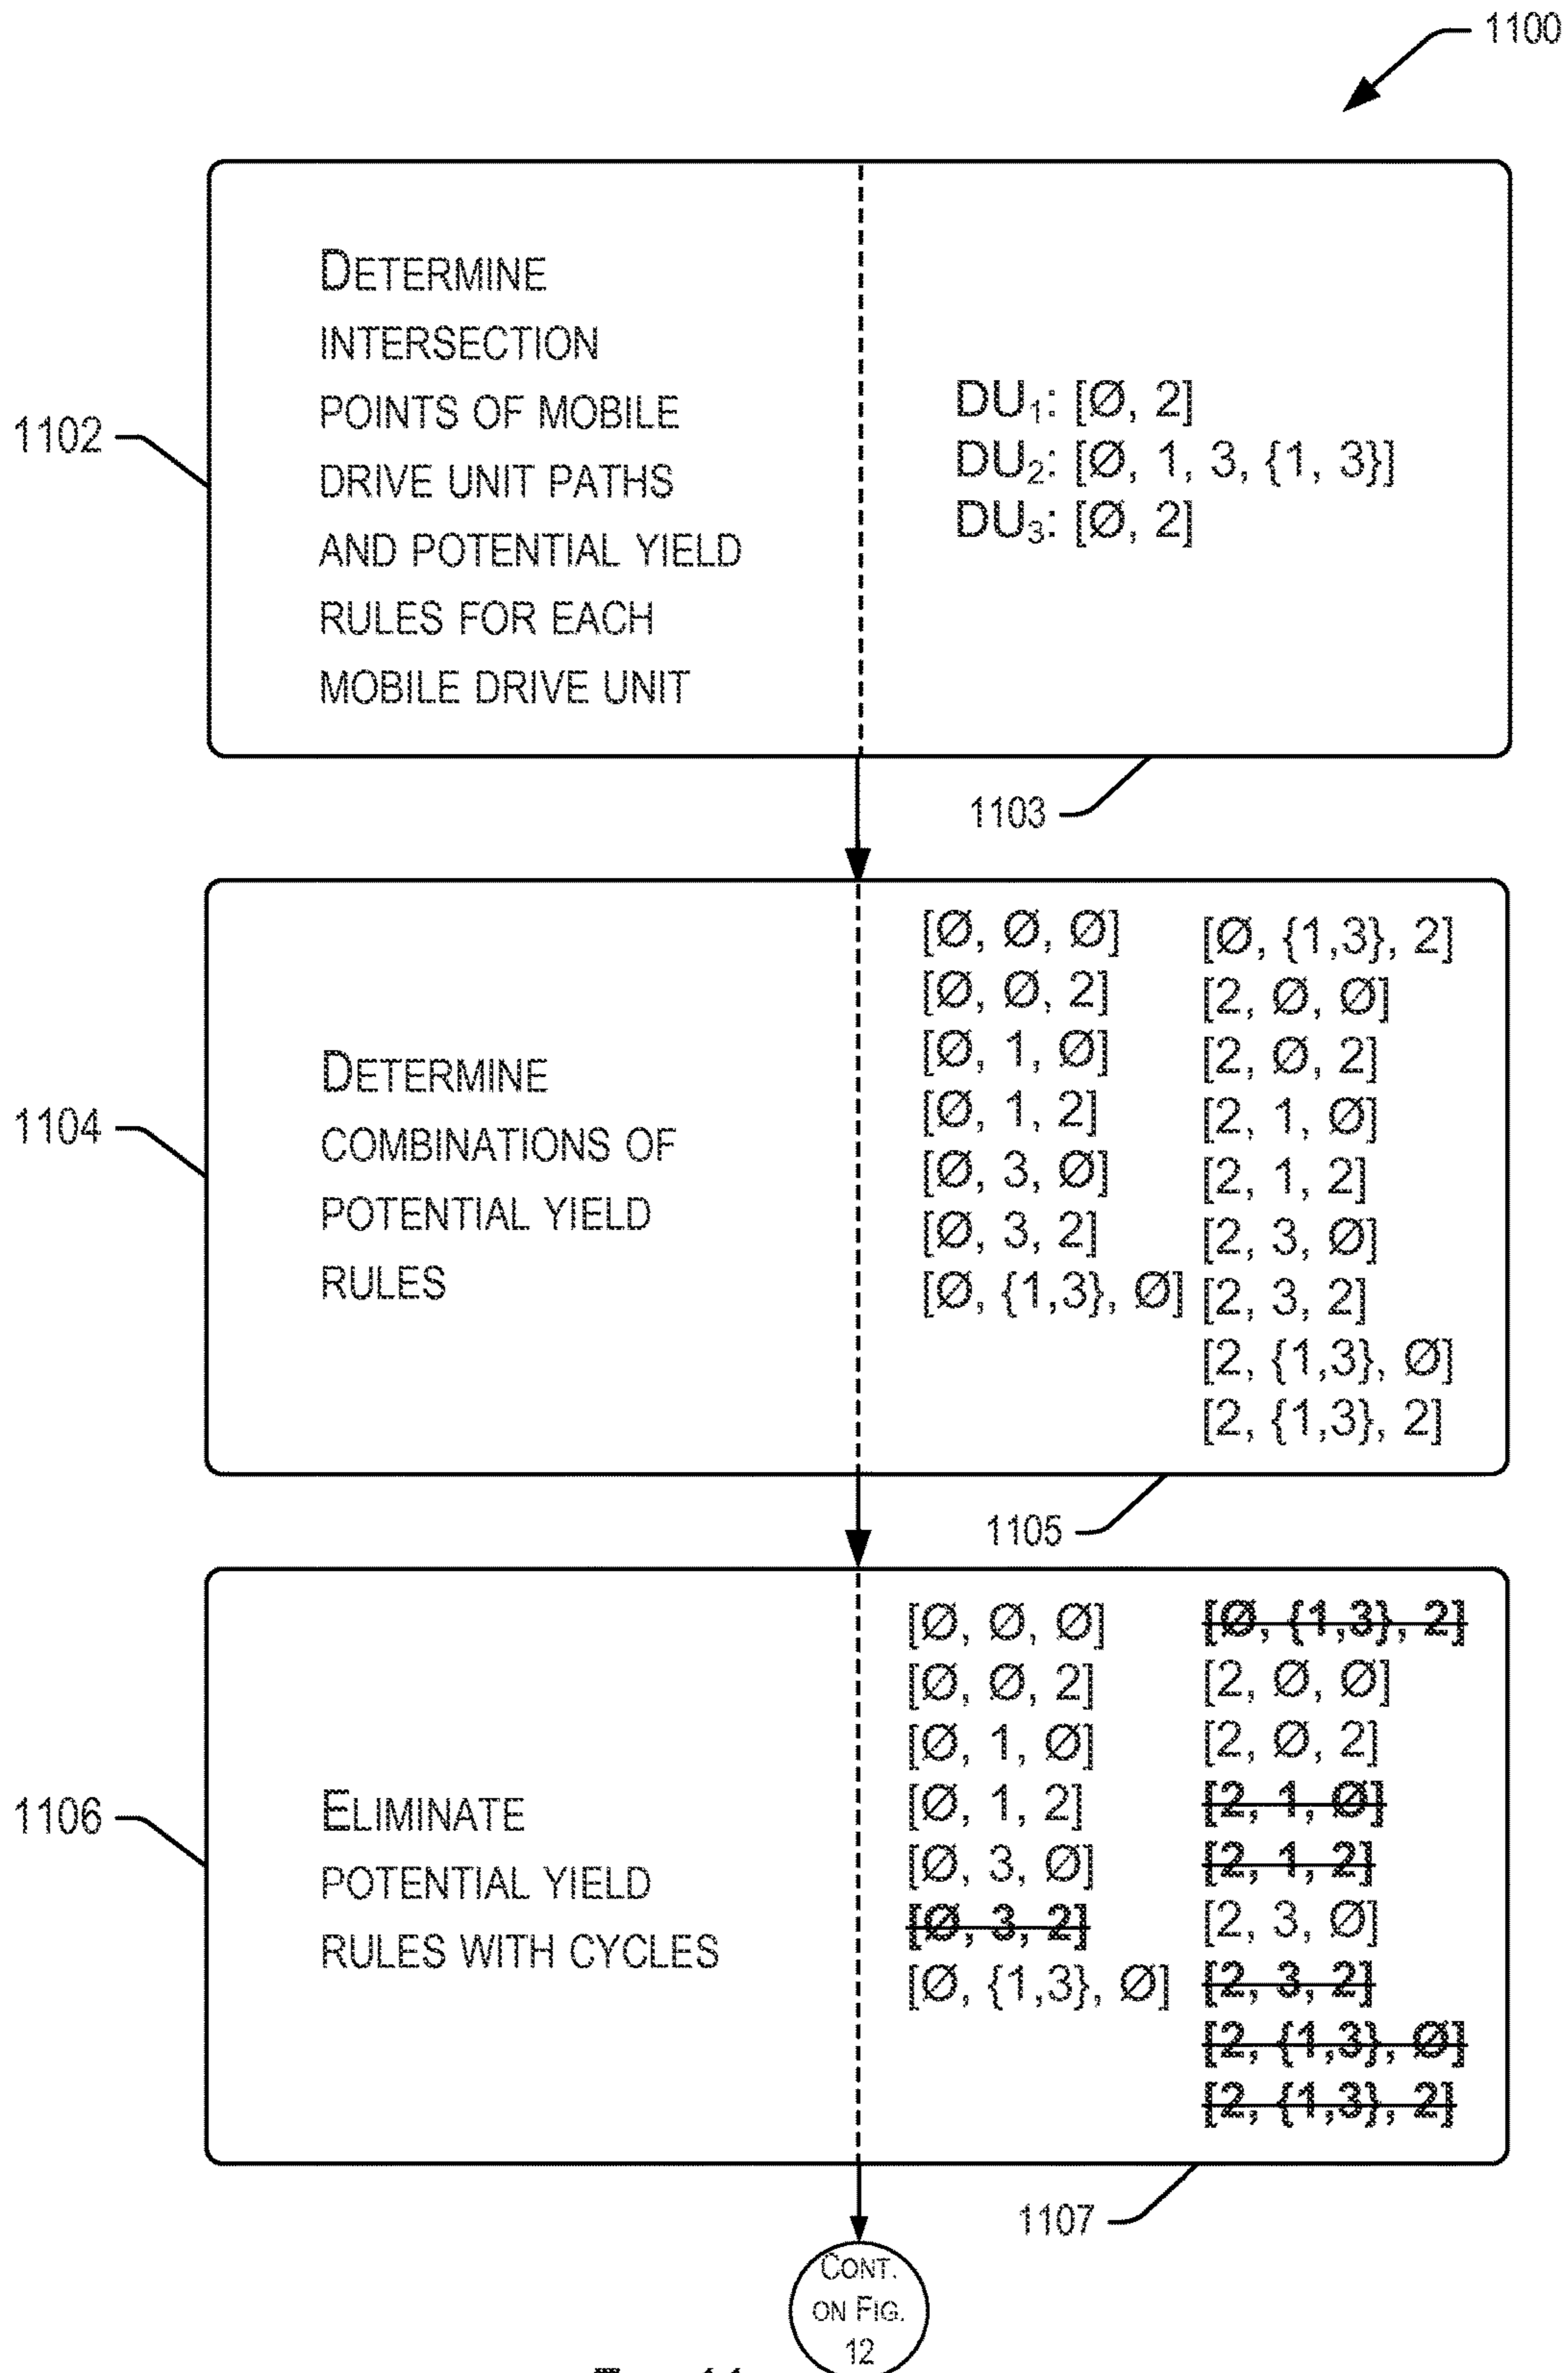 1100
DETERMINE
INTERSECTION
POINTS OF MOBILE
DRIVE UNIT PATHS
AND POTENTIAL YIELD
RULES FOR EACH
MOBILE DRIVE UNIT
DU₁: [Ø, 2]
DU₂: [Ø, 1, 3, {1, 3}]
DU₃: [Ø, 2]
1102
1103
DETERMINE
COMBINATIONS OF
POTENTIAL YIELD
RULES
[Ø, Ø, Ø]
[Ø, Ø, 2]
[Ø, 1, Ø]
[Ø, 1, 2]
[Ø, 3, Ø]
[Ø, 3, 2]
[Ø, {1,3}, Ø]
[Ø, {1,3}, 2]
[2, Ø, Ø]
[2, Ø, 2]
[2, 1, Ø]
[2, 1, 2]
[2, 3, Ø]
[2, 3, 2]
[2, {1,3}, Ø]
[2, {1,3}, 2]
1104
1105
ELIMINATE
POTENTIAL YIELD
RULES WITH CYCLES
[Ø, Ø, Ø]
[Ø, Ø, 2]
[Ø, 1, Ø]
[Ø, 1, 2]
[Ø, 3, Ø]
[Ø, 3, 2]
[Ø, {1,3}, Ø]
[Ø, {1,3}, 2]
[2, Ø, Ø]
[2, Ø, 2]
[2, 1, Ø]
[2, 1, 2]
[2, 3, Ø]
[2, 3, 2]
[2, {1,3}, Ø]
[2, {1,3}, 2]
1106
1107
CONT.
ON FIG.
12